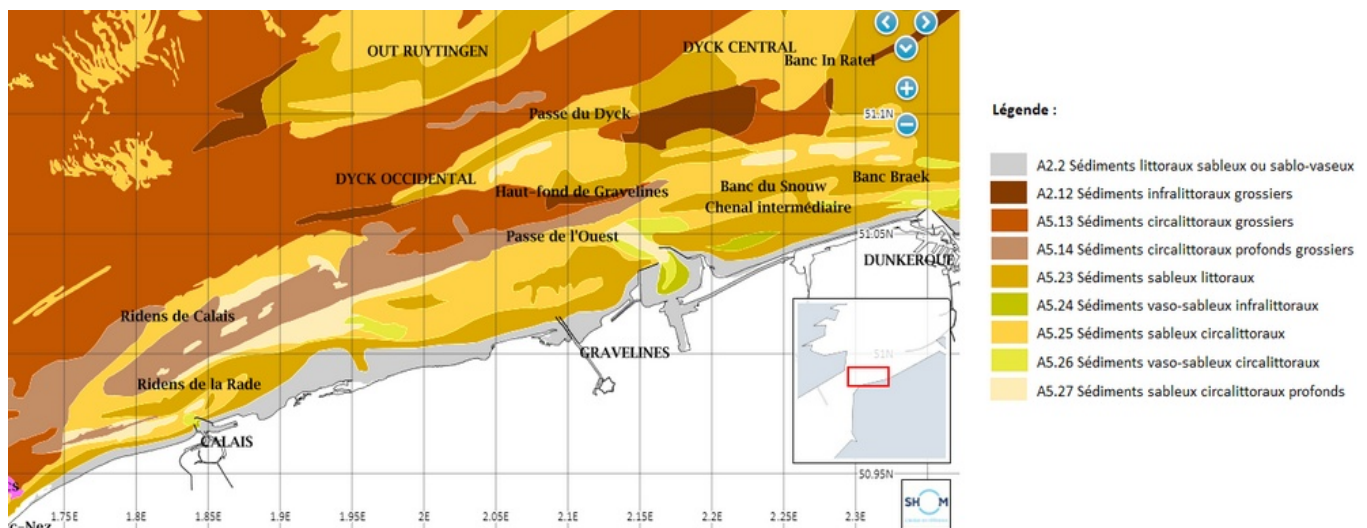 OUT RUYTINGEN
DYCK CENTRAL
Banc In Ratel
51.1N
Passe du Dyck
DYCK OCCIDENTAL
Haut-fond de Gravelines
Banc du Snouw
Banc Braek
Chenal intermédiaire
Passe de l'Ouest
51.05N
DUNKERQUE
Ridens de Calais
GRAVELINES
51N
Ridens de la Rade
CALAIS
50.95N
1.75E
1.8E
1.85E
1.9E
1.95E
2E
2.05E
2.1E
2.15E
2.2E
2.25E
2.3E
c-Nez
SHOM
Légende :
A2.2 Sédiments littoraux sableux ou sablo-vaseux
A2.12 Sédiments infralittoraux grossiers
A5.13 Sédiments circalittoraux grossiers
A5.14 Sédiments circalittoraux profonds grossiers
A5.23 Sédiments sableux littoraux
A5.24 Sédiments vaso-sableux infralittoraux
A5.25 Sédiments sableux circalittoraux
A5.26 Sédiments vaso-sableux circalittoraux
A5.27 Sédiments sableux circalittoraux profonds